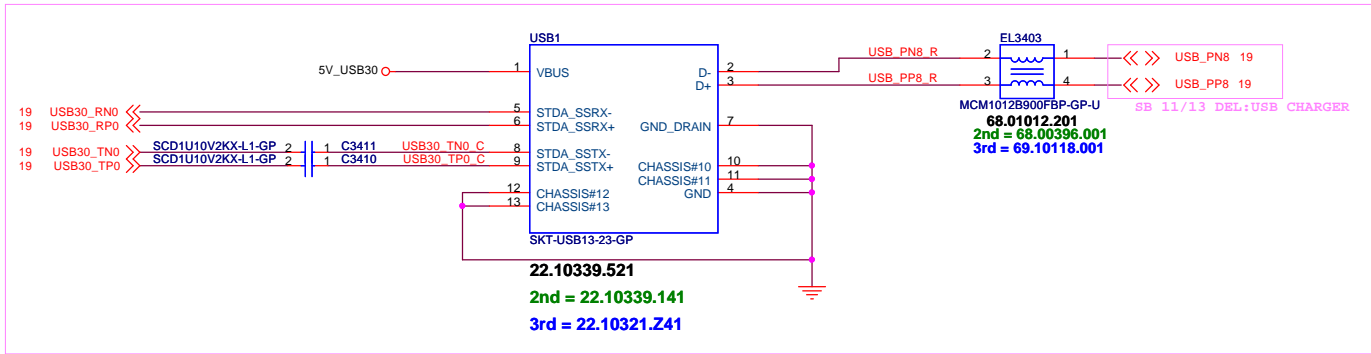 USB1
EL3403
5V_USB30
1 VBUS
D- 2
D+ 3
USB_PN8_R 2 1 USB_PN8 19
USB_PP8_R 3 4 USB_PP8 19
SB 11/13 DEL:USB CHARGER
MCM1012B900FBP-GP-U
68.01012.201
2nd = 68.00396.001
3rd = 69.10118.001
19 USB30_RN0 5 STDA_SSRX-
19 USB30_RP0 6 STDA_SSRX+
GND_DRAIN 7
19 USB30_TN0 SCD1U10V2KX-L1-GP 2 1 C3411 USB30_TN0_C 8 STDA_SSTX-
19 USB30_TP0 SCD1U10V2KX-L1-GP 2 1 C3410 USB30_TP0_C 9 STDA_SSTX+
CHASSIS#10 10
CHASSIS#11 11
GND 4
12 CHASSIS#12
13 CHASSIS#13
SKT-USB13-23-GP
22.10339.521
2nd = 22.10339.141
3rd = 22.10321.Z41